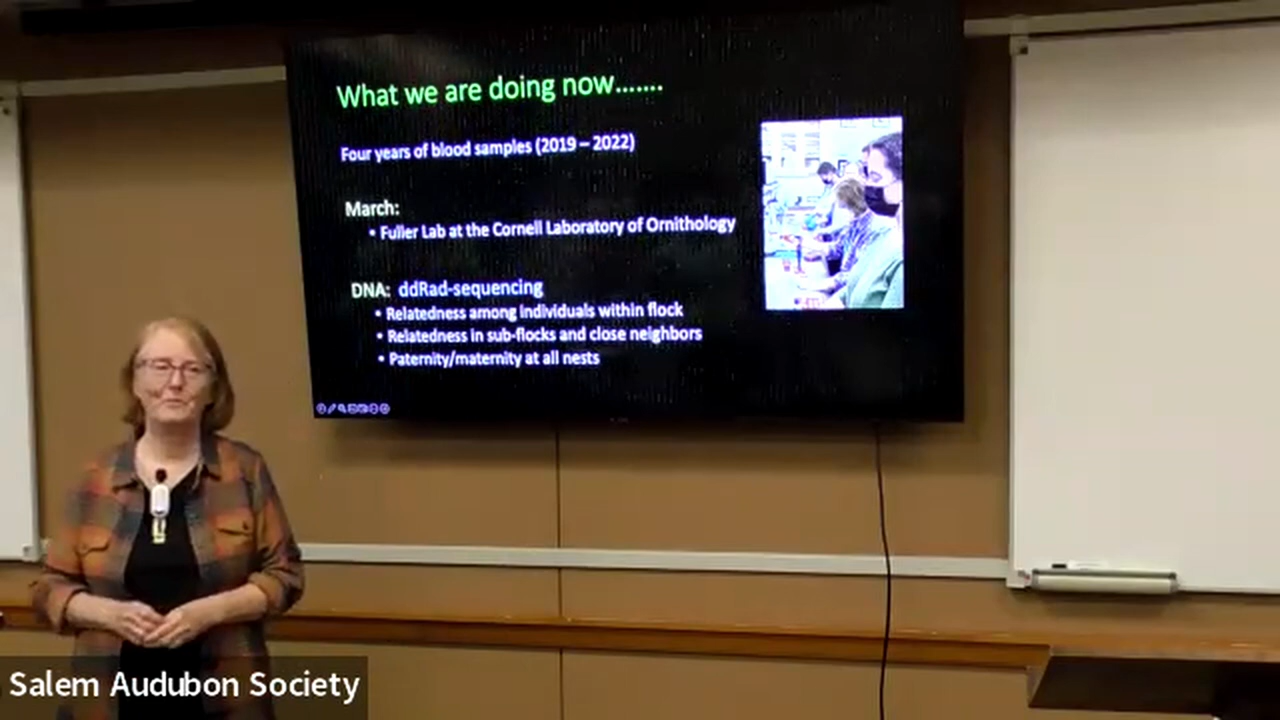 What we are doing now.......
Four years of blood samples (2019 – 2022)
March:
• Fuller Lab at the Cornell Laboratory of Ornithology
DNA: ddRad-sequencing
• Relatedness among individuals within flock
• Relatedness in sub-flocks and close neighbors
• Paternity/maternity at all nests
Salem Audubon Society